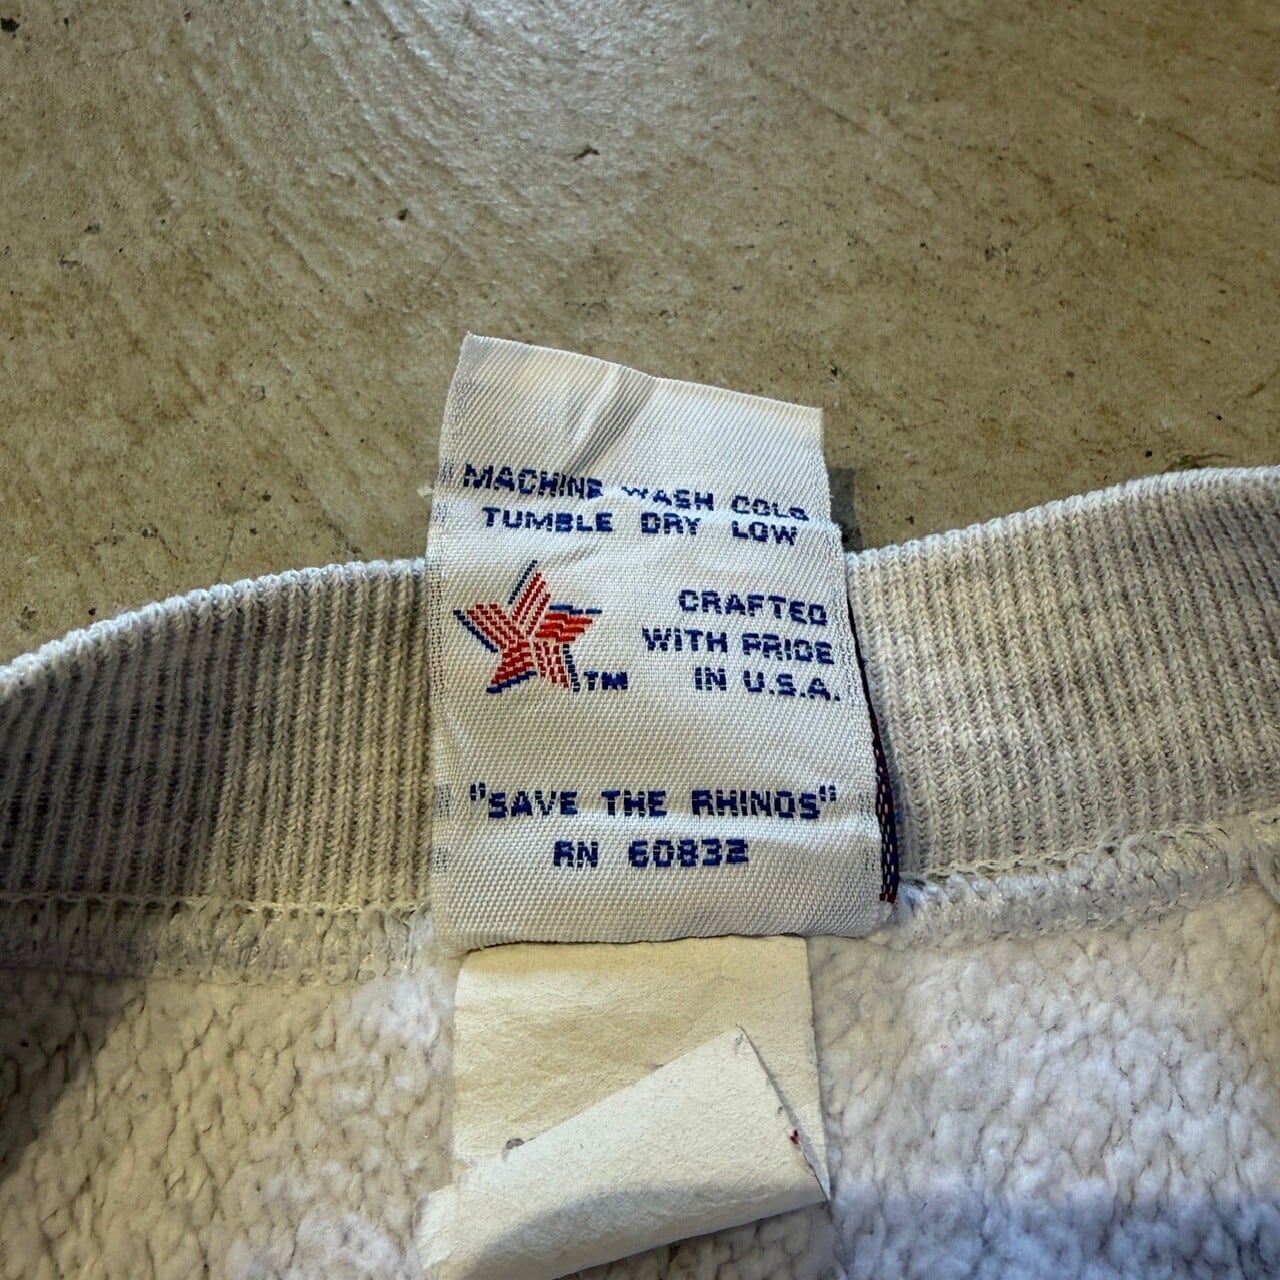 MACHINE WASH COLD
TUMBLE DRY LOW
CRAFTED
WITH PRIDE
IN U.S.A.
TM
"SAVE THE RHINOS"
RN 60832